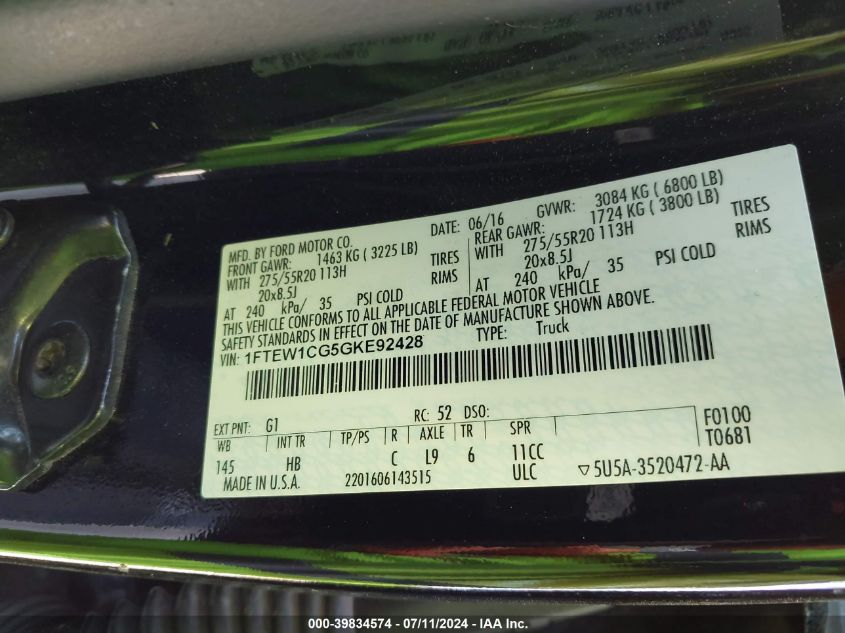 MFD. BY FORD MOTOR CO. DATE: 06/16 GVWR: 3084 KG ( 6800 LB)
FRONT GAWR: 1463 KG ( 3225 LB) REAR GAWR: 1724 KG ( 3800 LB)
WITH 275/55R20 113H TIRES WITH 275/55R20 113H TIRES
20x8.5J RIMS 20x8.5J RIMS
AT 240 kPa/ 35 PSI COLD AT 240 kPa/ 35 PSI COLD
THIS VEHICLE CONFORMS TO ALL APPLICABLE FEDERAL MOTOR VEHICLE
SAFETY STANDARDS IN EFFECT ON THE DATE OF MANUFACTURE SHOWN ABOVE.
VIN: 1FTEW1CG5GKE92428 TYPE: Truck
EXT PNT: G1 RC: 52 DSO: F0100
WB INT TR TP/PS R AXLE TR SPR T0681
145 HB C L9 6 11CC
MADE IN U.S.A. 2201606143515 ULC ▽5U5A-3520472-AA
000-39834574 / 07/11/2024 - IAAI.com